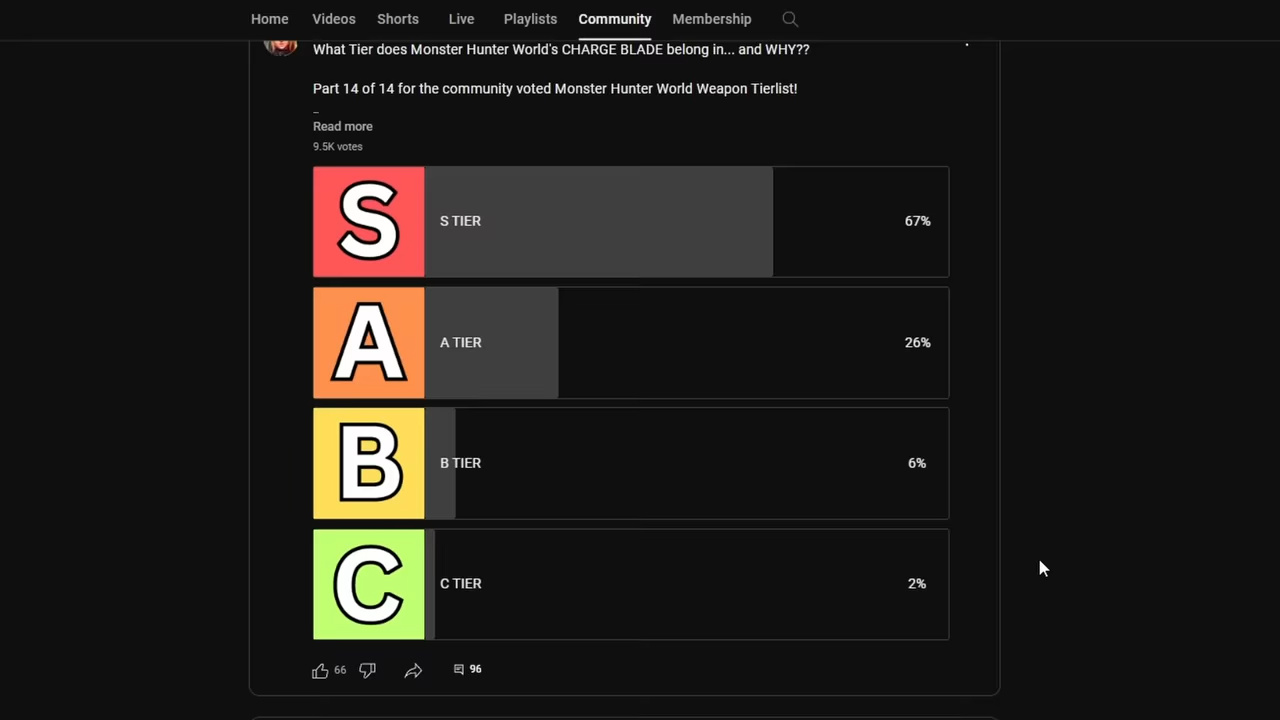 Home Videos Shorts Live Playlists Community Membership
What Tier does Monster Hunter World's CHARGE BLADE belong in... and WHY??
Part 14 of 14 for the community voted Monster Hunter World Weapon Tierlist!
_
Read more
9.5K votes
S S TIER 67%
A A TIER 26%
B B TIER 6%
C C TIER 2%
66 96